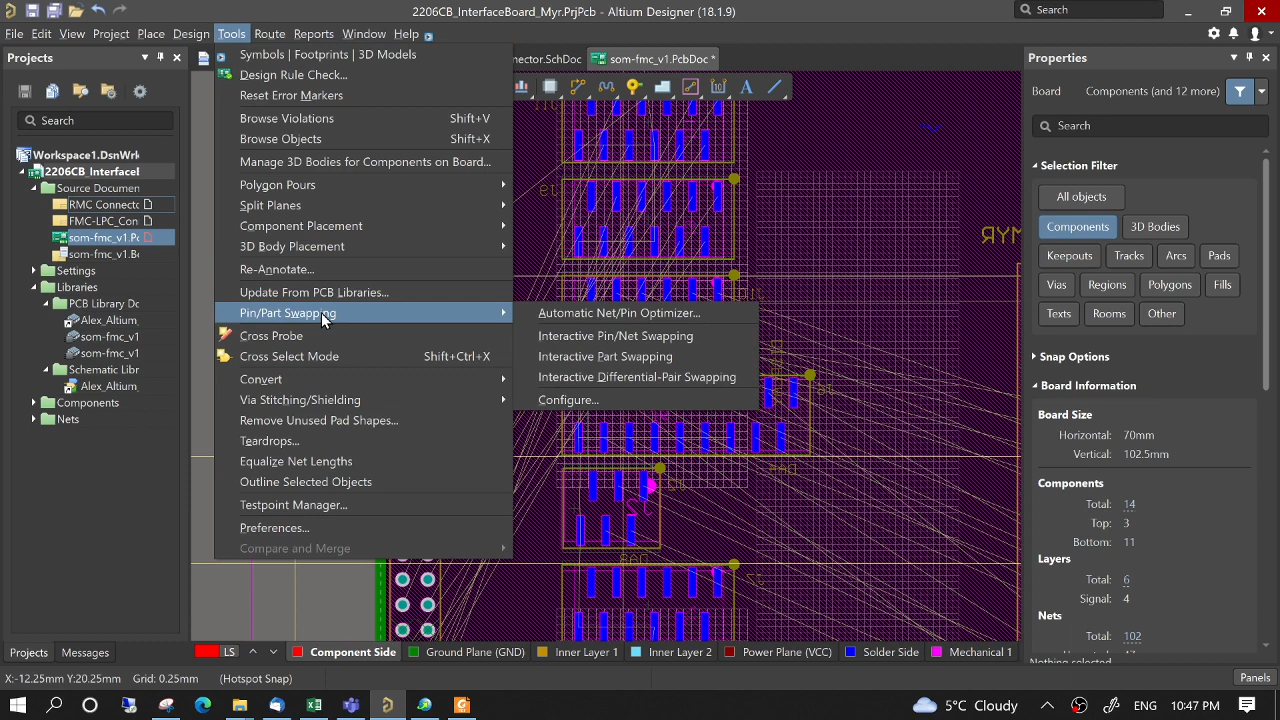 2206CB_InterfaceBoard_Myr.PrjPcb - Altium Designer (18.1.9)
Search
File Edit View Project Place Design Tools Route Reports Window Help
Projects
Search
Workspace1.DsnWrk
2206CB_Interfacel
Source Documen
RMC Connecto
FMC-LPC_Con
som-fmc_v1.Pc
som-fmc_v1.B
Settings
Libraries
PCB Library Do
Alex_Altium
som-fmc_v1
som-fmc_v1
Schematic Libr
Alex_Altium
Components
Nets
Symbols | Footprints | 3D Models
Design Rule Check...
Reset Error Markers
Browse Violations Shift+V
Browse Objects Shift+X
Manage 3D Bodies for Components on Board...
Polygon Pours
Split Planes
Component Placement
3D Body Placement
Re-Annotate...
Update From PCB Libraries...
Pin/Part Swapping
Cross Probe
Cross Select Mode Shift+Ctrl+X
Convert
Via Stitching/Shielding
Remove Unused Pad Shapes...
Teardrops...
Equalize Net Lengths
Outline Selected Objects
Testpoint Manager...
Preferences...
Compare and Merge
Automatic Net/Pin Optimizer...
Interactive Pin/Net Swapping
Interactive Part Swapping
Interactive Differential-Pair Swapping
Configure...
nector.SchDoc
som-fmc_v1.PcbDoc *
MYR
Properties
Board Components (and 12 more)
Search
Selection Filter
All objects
Components 3D Bodies
Keepouts Tracks Arcs Pads
Vias Regions Polygons Fills
Texts Rooms Other
Snap Options
Board Information
Board Size
Horizontal: 70mm
Vertical: 102.5mm
Components
Total: 14
Top: 3
Bottom: 11
Layers
Total: 6
Signal: 4
Nets
Total: 102
Nothing selected
Projects Messages
LS Component Side Ground Plane (GND) Inner Layer 1 Inner Layer 2 Power Plane (VCC) Solder Side Mechanical 1
X:-12.25mm Y:20.25mm Grid: 0.25mm (Hotspot Snap)
Panels
5°C Cloudy
ENG 10:47 PM